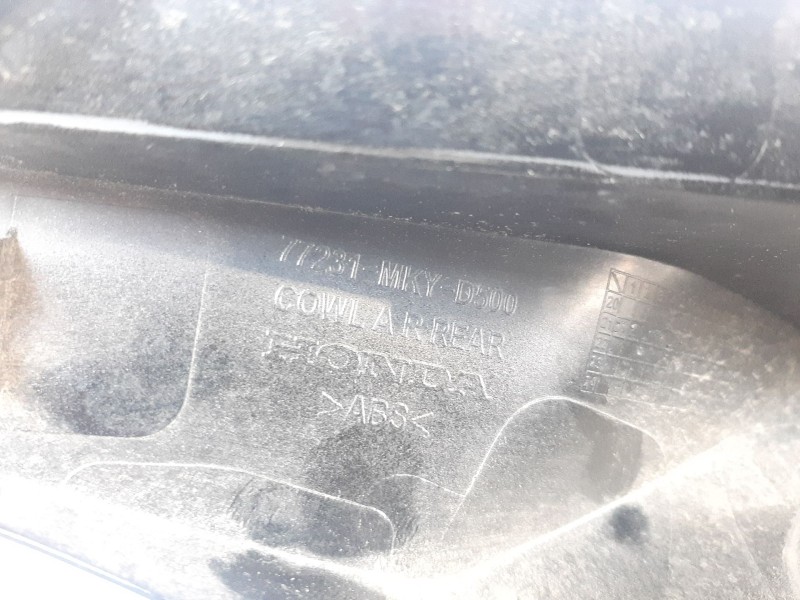 77231-MKY-D500
COWL A R REAR
HONDA
>ABS<